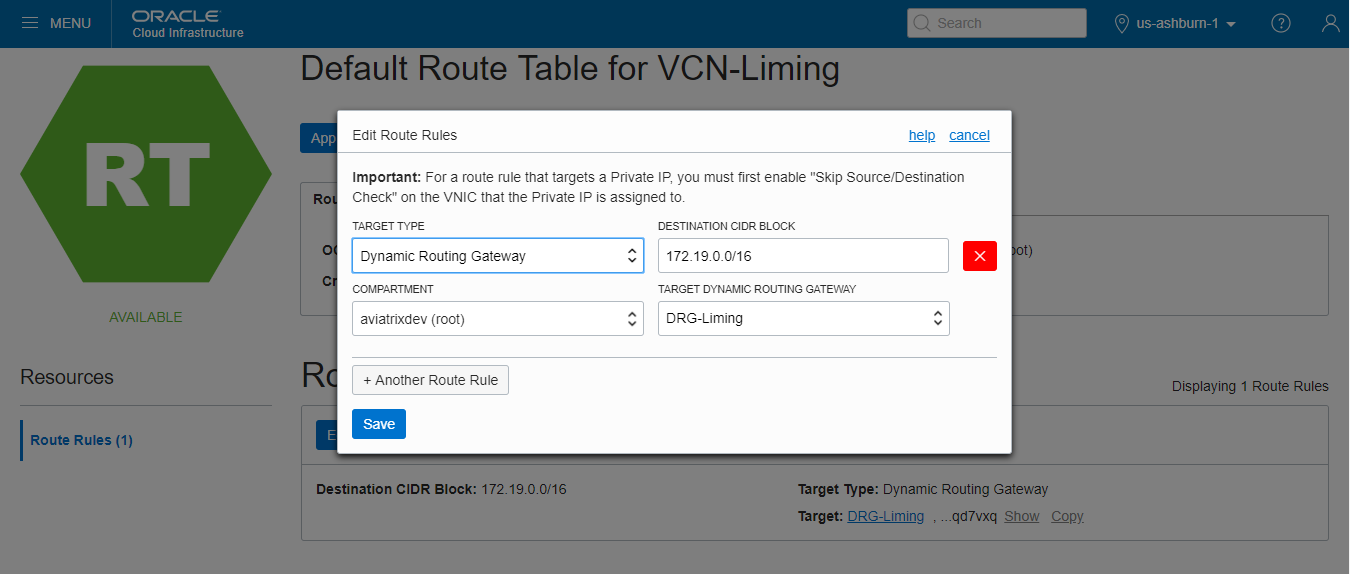 MENU
ORACLE
Cloud Infrastructure
Search
us-ashburn-1
?
Default Route Table for VCN-Liming
RT
AVAILABLE
App
Rou
OC
oot)
Cr
Edit Route Rules
help cancel
Important: For a route rule that targets a Private IP, you must first enable "Skip Source/Destination
Check" on the VNIC that the Private IP is assigned to.
TARGET TYPE
DESTINATION CIDR BLOCK
Dynamic Routing Gateway
172.19.0.0/16
COMPARTMENT
TARGET DYNAMIC ROUTING GATEWAY
aviatrixdev (root)
DRG-Liming
+ Another Route Rule
Save
Resources
Route Rules (1)
Ro
Displaying 1 Route Rules
E
Destination CIDR Block: 172.19.0.0/16
Target Type: Dynamic Routing Gateway
Target: DRG-Liming , ...qd7vxq Show Copy